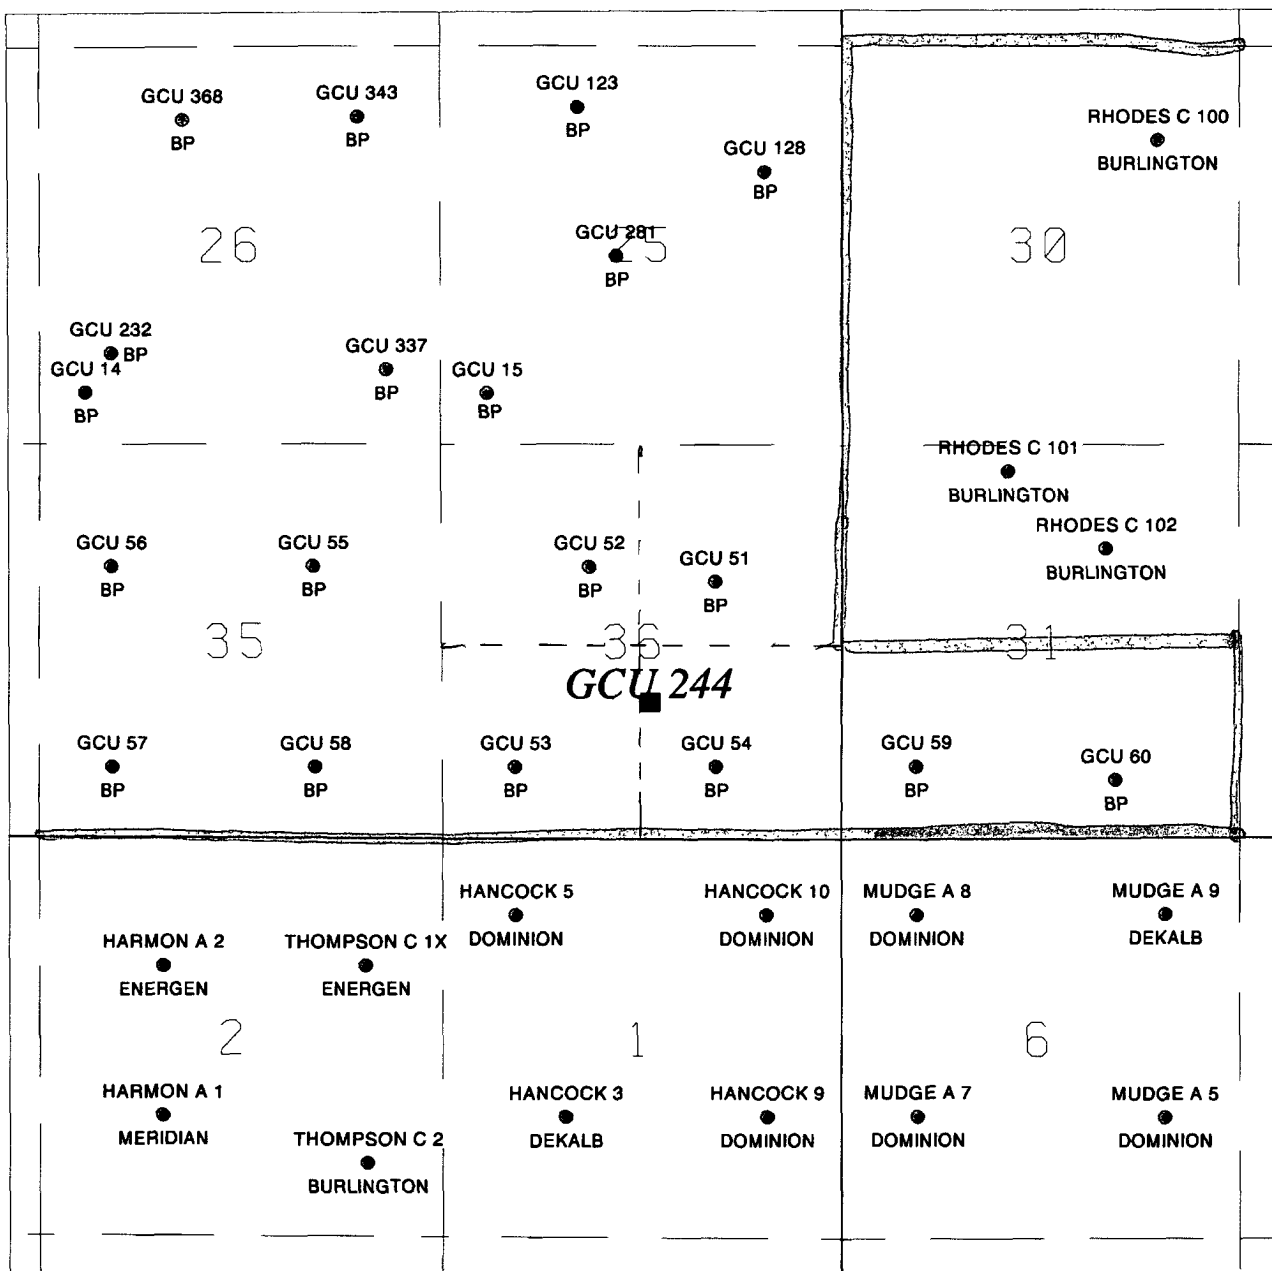 GCU 368
BP
GCU 343
BP
GCU 123
BP
GCU 128
BP
RHODES C 100
BURLINGTON
26
GCU 281
25
BP
30
GCU 232
BP
GCU 14
BP
GCU 337
BP
GCU 15
BP
RHODES C 101
BURLINGTON
RHODES C 102
BURLINGTON
GCU 56
BP
GCU 55
BP
GCU 52
BP
GCU 51
BP
35
36
31
GCU 244
GCU 57
BP
GCU 58
BP
GCU 53
BP
GCU 54
BP
GCU 59
BP
GCU 60
BP
HANCOCK 5
DOMINION
HANCOCK 10
DOMINION
MUDGE A 8
DOMINION
MUDGE A 9
DEKALB
HARMON A 2
ENERGEN
THOMPSON C 1X
ENERGEN
2
1
6
HARMON A 1
MERIDIAN
THOMPSON C 2
BURLINGTON
HANCOCK 3
DEKALB
HANCOCK 9
DOMINION
MUDGE A 7
DOMINION
MUDGE A 5
DOMINION